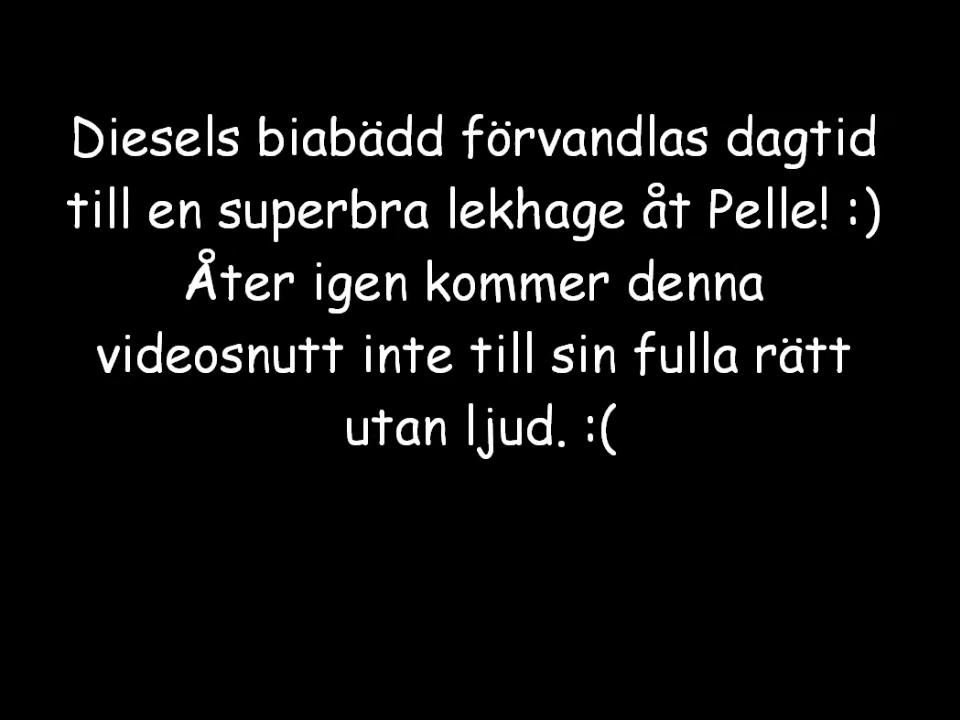 Diesels biabädd förvandlas dagtid
till en superbra lekhage åt Pelle! :)
Åter igen kommer denna
videosnutt inte till sin fulla rätt
utan ljud. :(